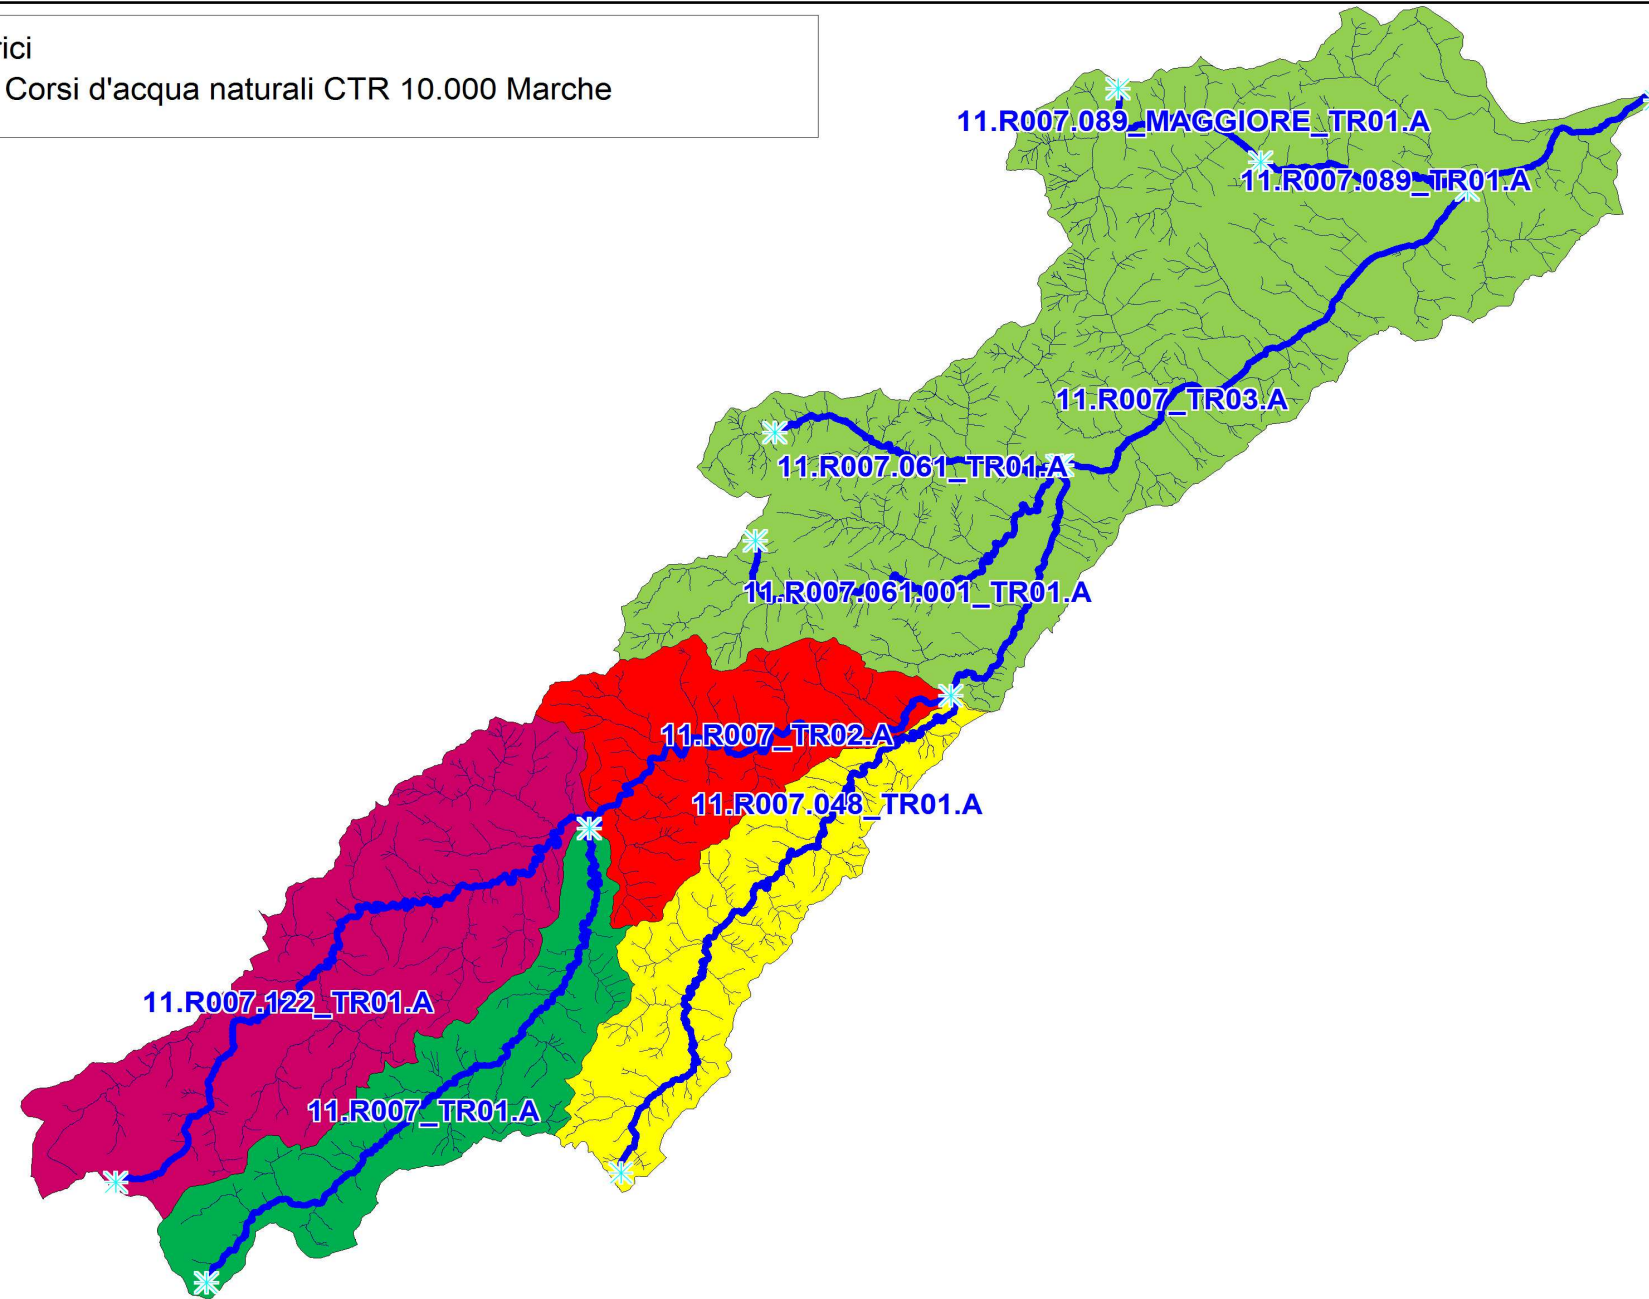 rici
Corsi d'acqua naturali CTR 10.000 Marche
11.R007.089_MAGGIORE_TR01.A
11.R007.089_TR01.A
11.R007_TR03.A
11.R007.061_TR01.A
11.R007.061.001_TR01.A
11.R007_TR02.A
11.R007.048_TR01.A
11.R007.122_TR01.A
11.R007_TR01.A